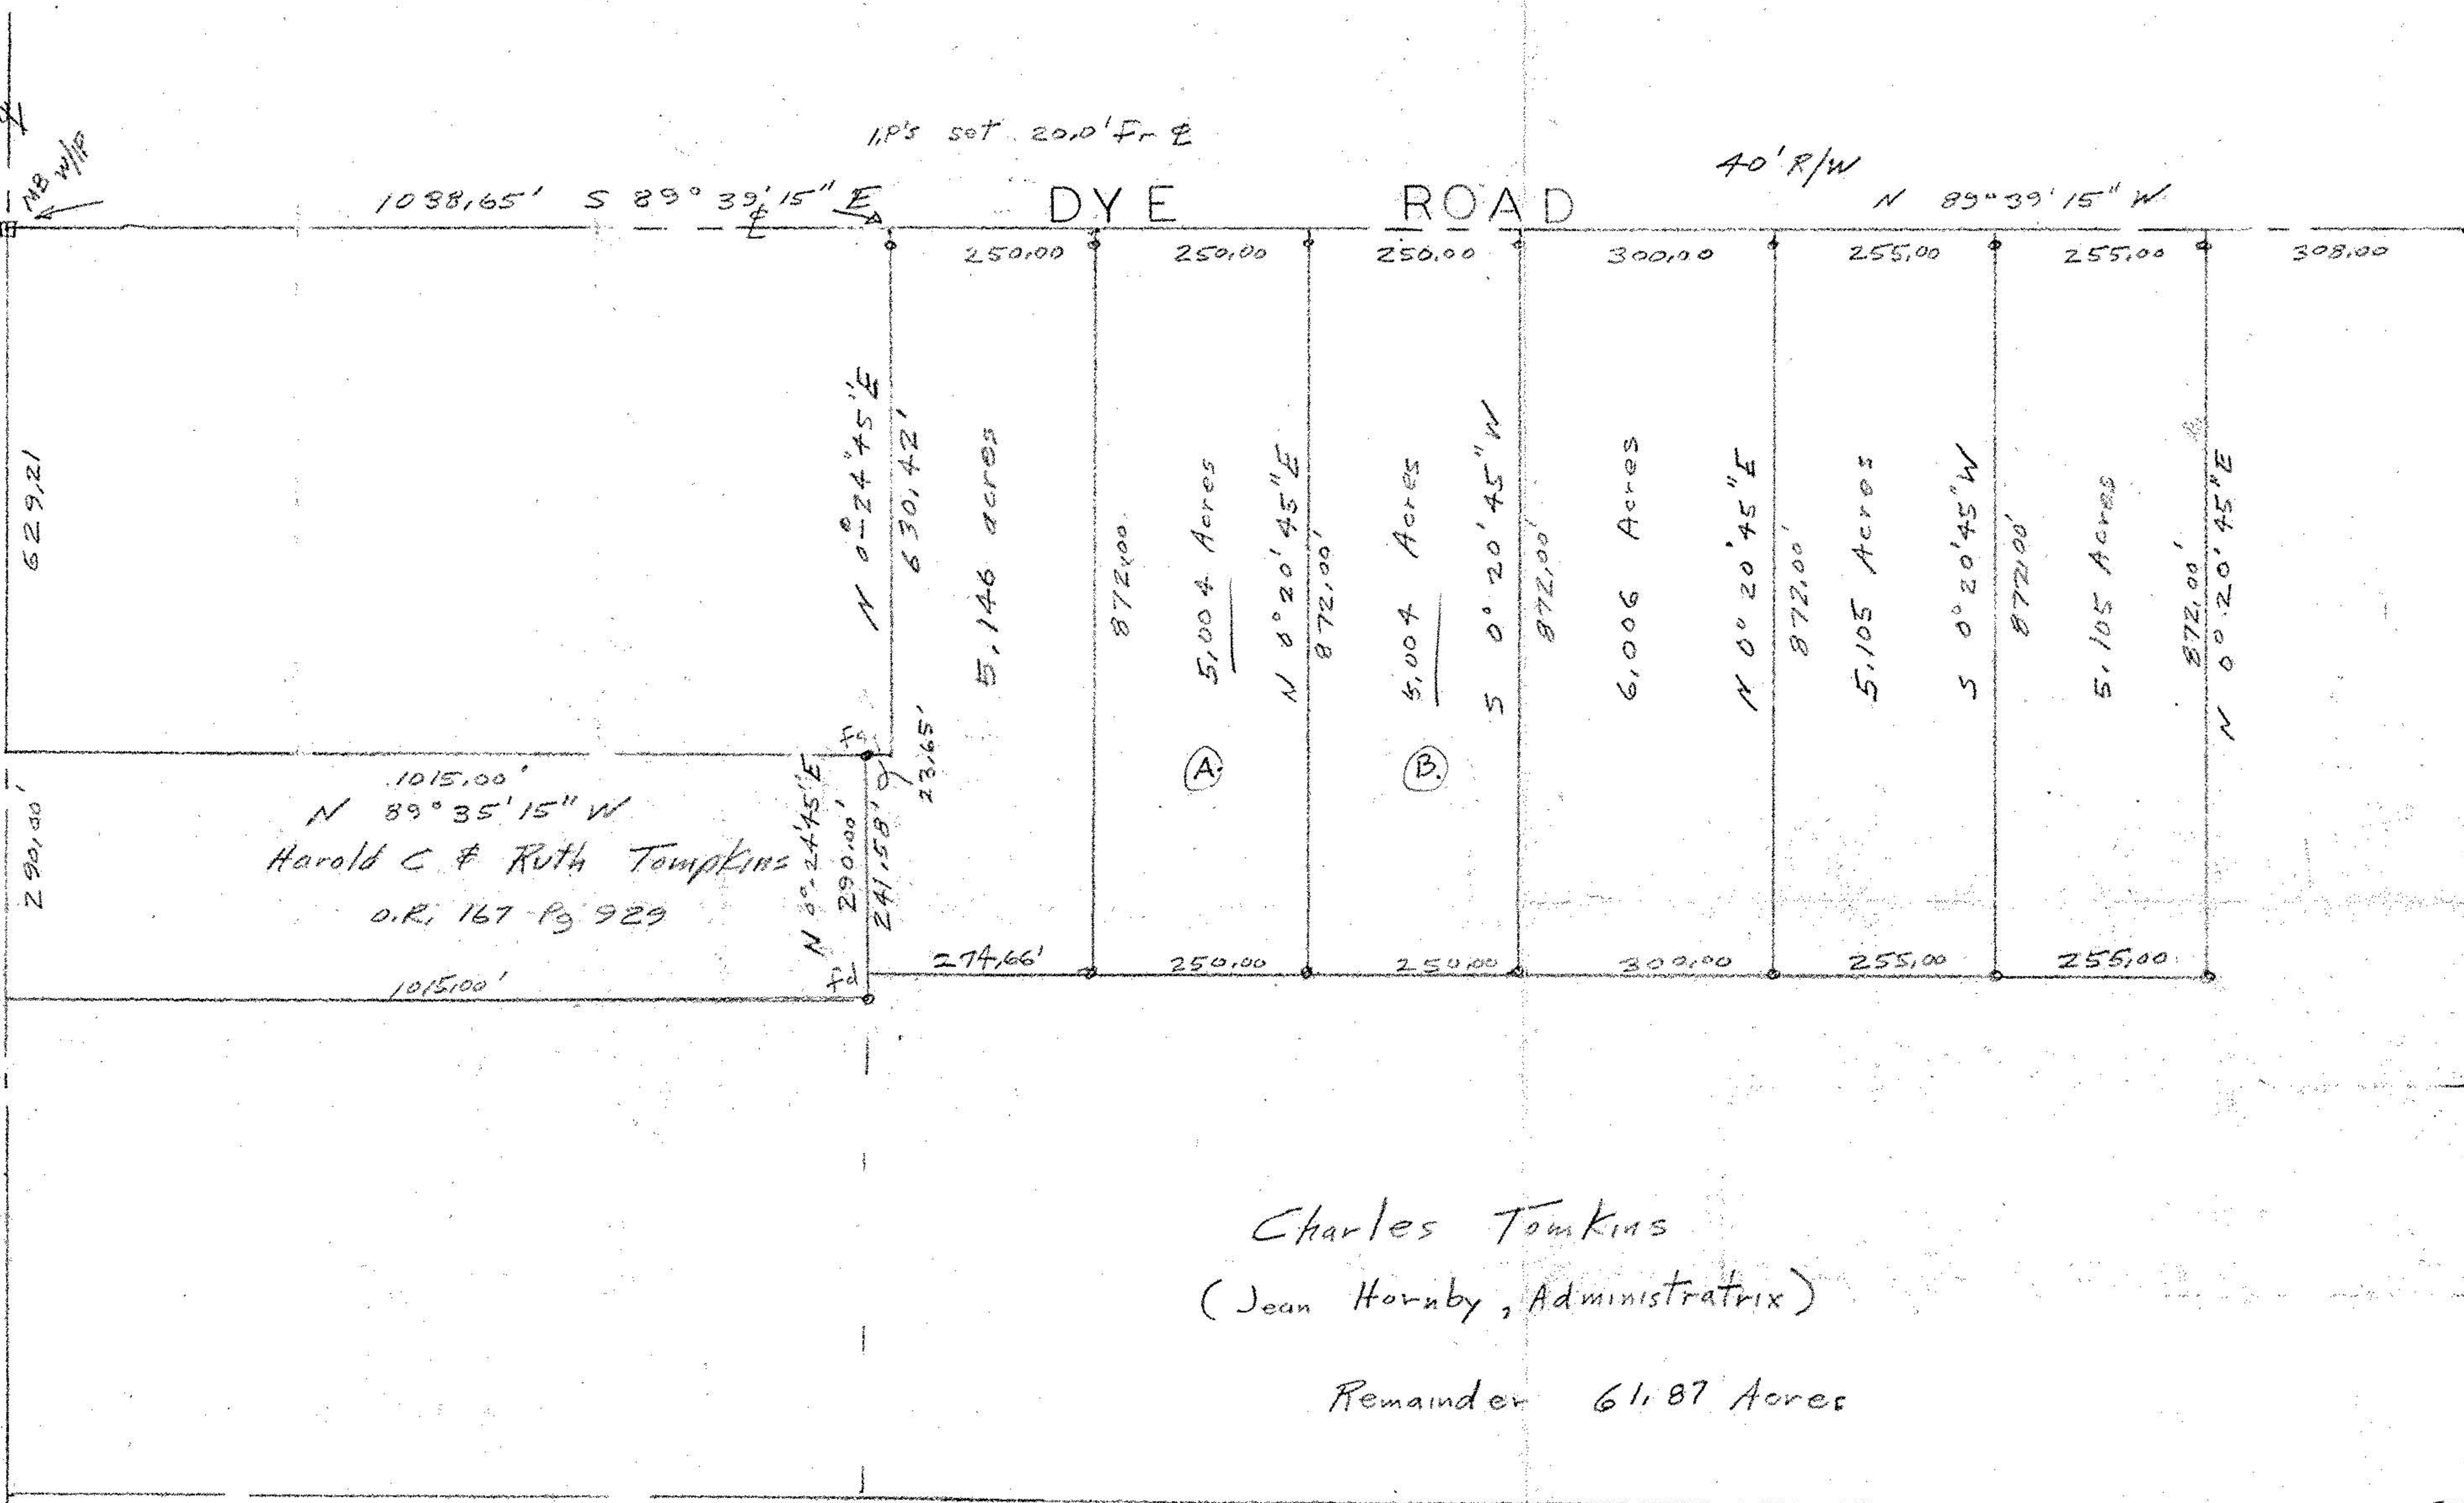 I.P's set 20.0' Fr ℄
40' R/W
MB W/IP
1038.65' S 89° 39' 15" E
℄
DYE ROAD
N 89° 39' 15" W
250.00 250.00 250.00 300.00 255.00 255.00 308.00
629.21
N 0°-24'45" E
630.42'
5.146 acres
872.00
5.004 Acres
N 0° 20' 45" E
872.00'
5.004 Acres
S 0° 20' 45" W
872.00'
6.006 Acres
N 0° 20' 45" E
872.00'
5.105 Acres
S 0° 20' 45" W
872.00'
5.105 Acres
872.00'
N 0° 20' 45" E
fd
23.65'
A.
B.
290.00'
1015.00'
N 89° 35' 15" W
Harold C & Ruth Tompkins
O.R. 167 Pg 929
N 0°-24'45" E
290.00'
241.58'
1015.00'
fd
274.66' 250.00 250.00 300.00 255.00 255.00
Charles Tomkins
(Jean Hornby, Administratrix)
Remainder 61.87 Acres